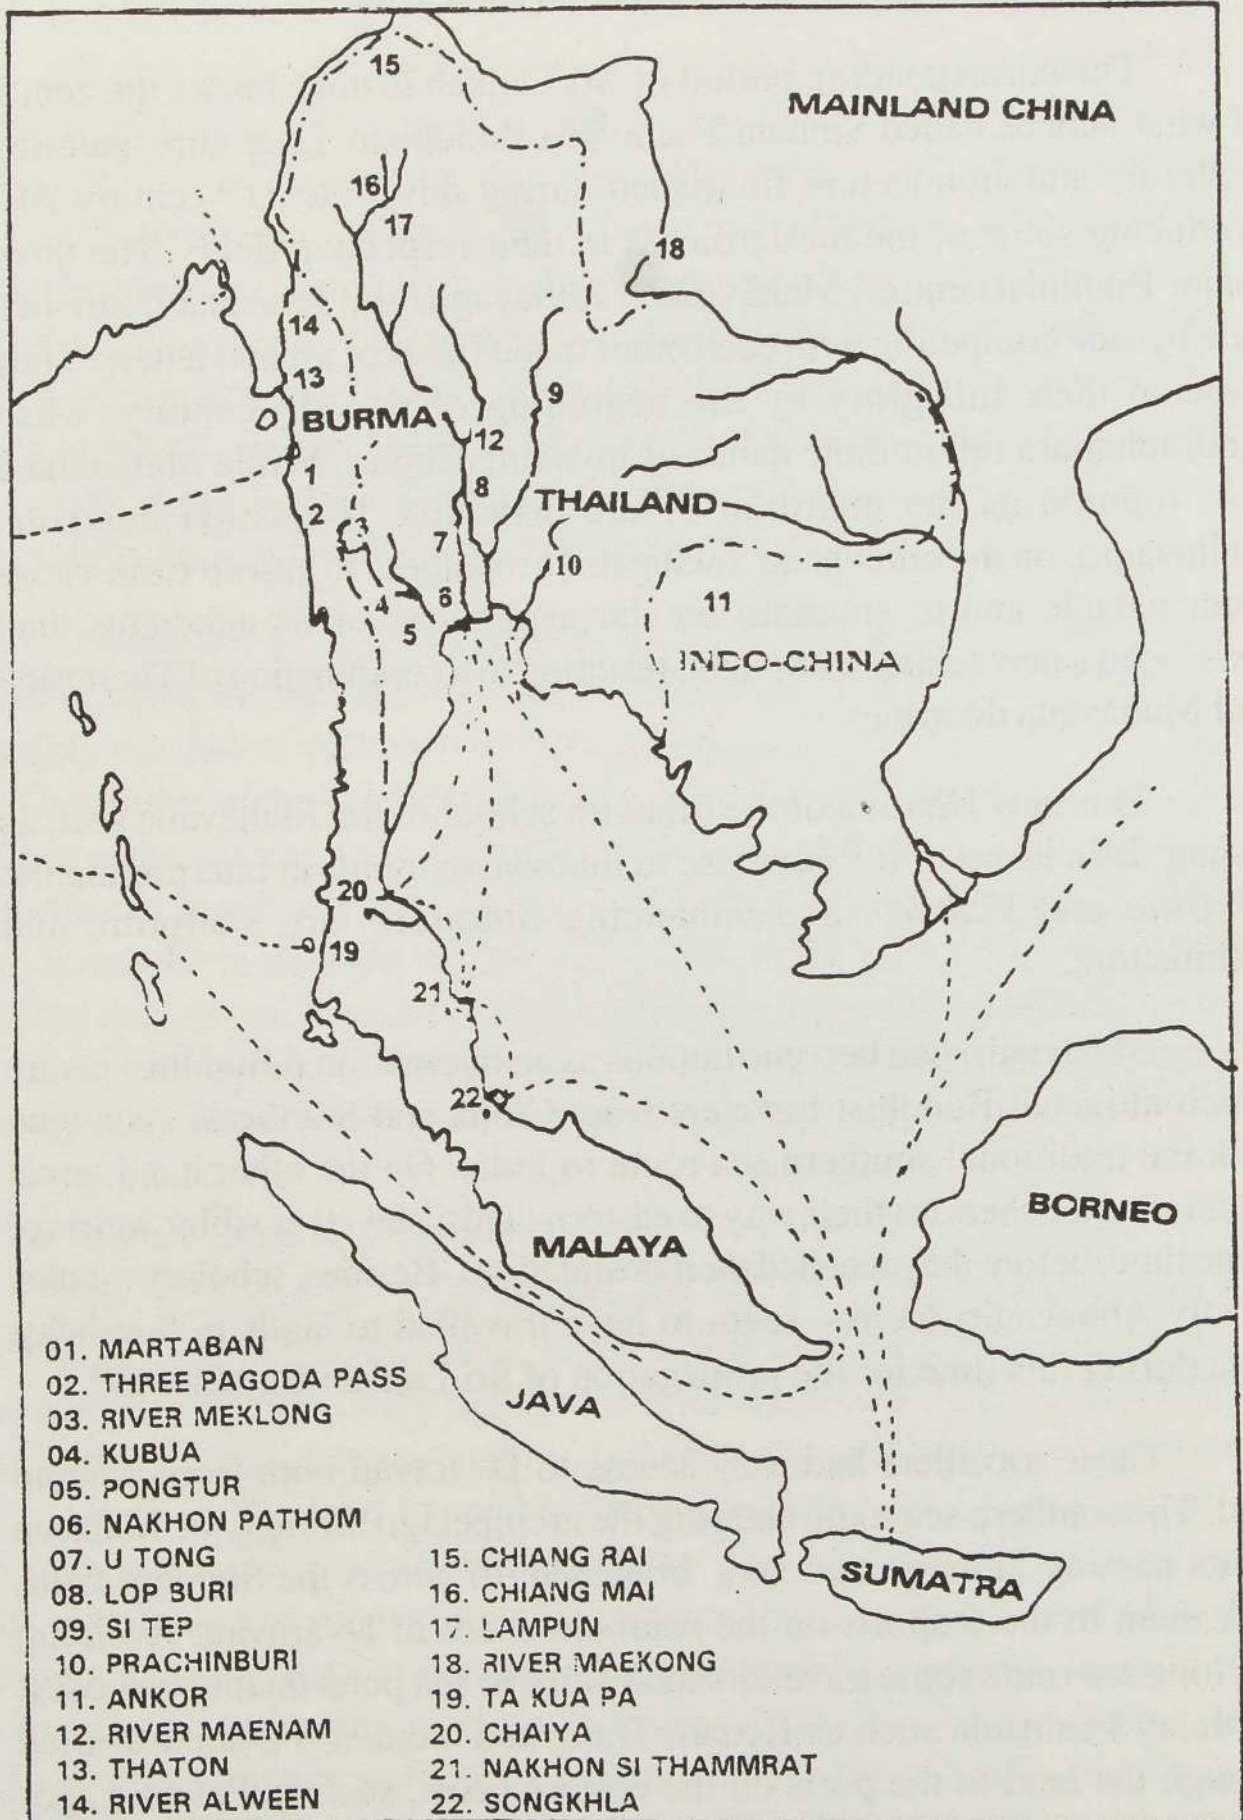 15
MAINLAND CHINA
16
17
18
14
13
9
BURMA
12
1
8
THAILAND
2
3
7
10
4
6
11
5
INDO-CHINA
20
19
21
22
BORNEO
MALAYA
JAVA
SUMATRA
01. MARTABAN
02. THREE PAGODA PASS
03. RIVER MEKLONG
04. KUBUA
05. PONGTUR
06. NAKHON PATHOM
07. U TONG
08. LOP BURI
09. SI TEP
10. PRACHINBURI
11. ANKOR
12. RIVER MAENAM
13. THATON
14. RIVER ALWEEN
15. CHIANG RAI
16. CHIANG MAI
17. LAMPUN
18. RIVER MAEKONG
19. TA KUA PA
20. CHAIYA
21. NAKHON SI THAMMRAT
22. SONGKHLA